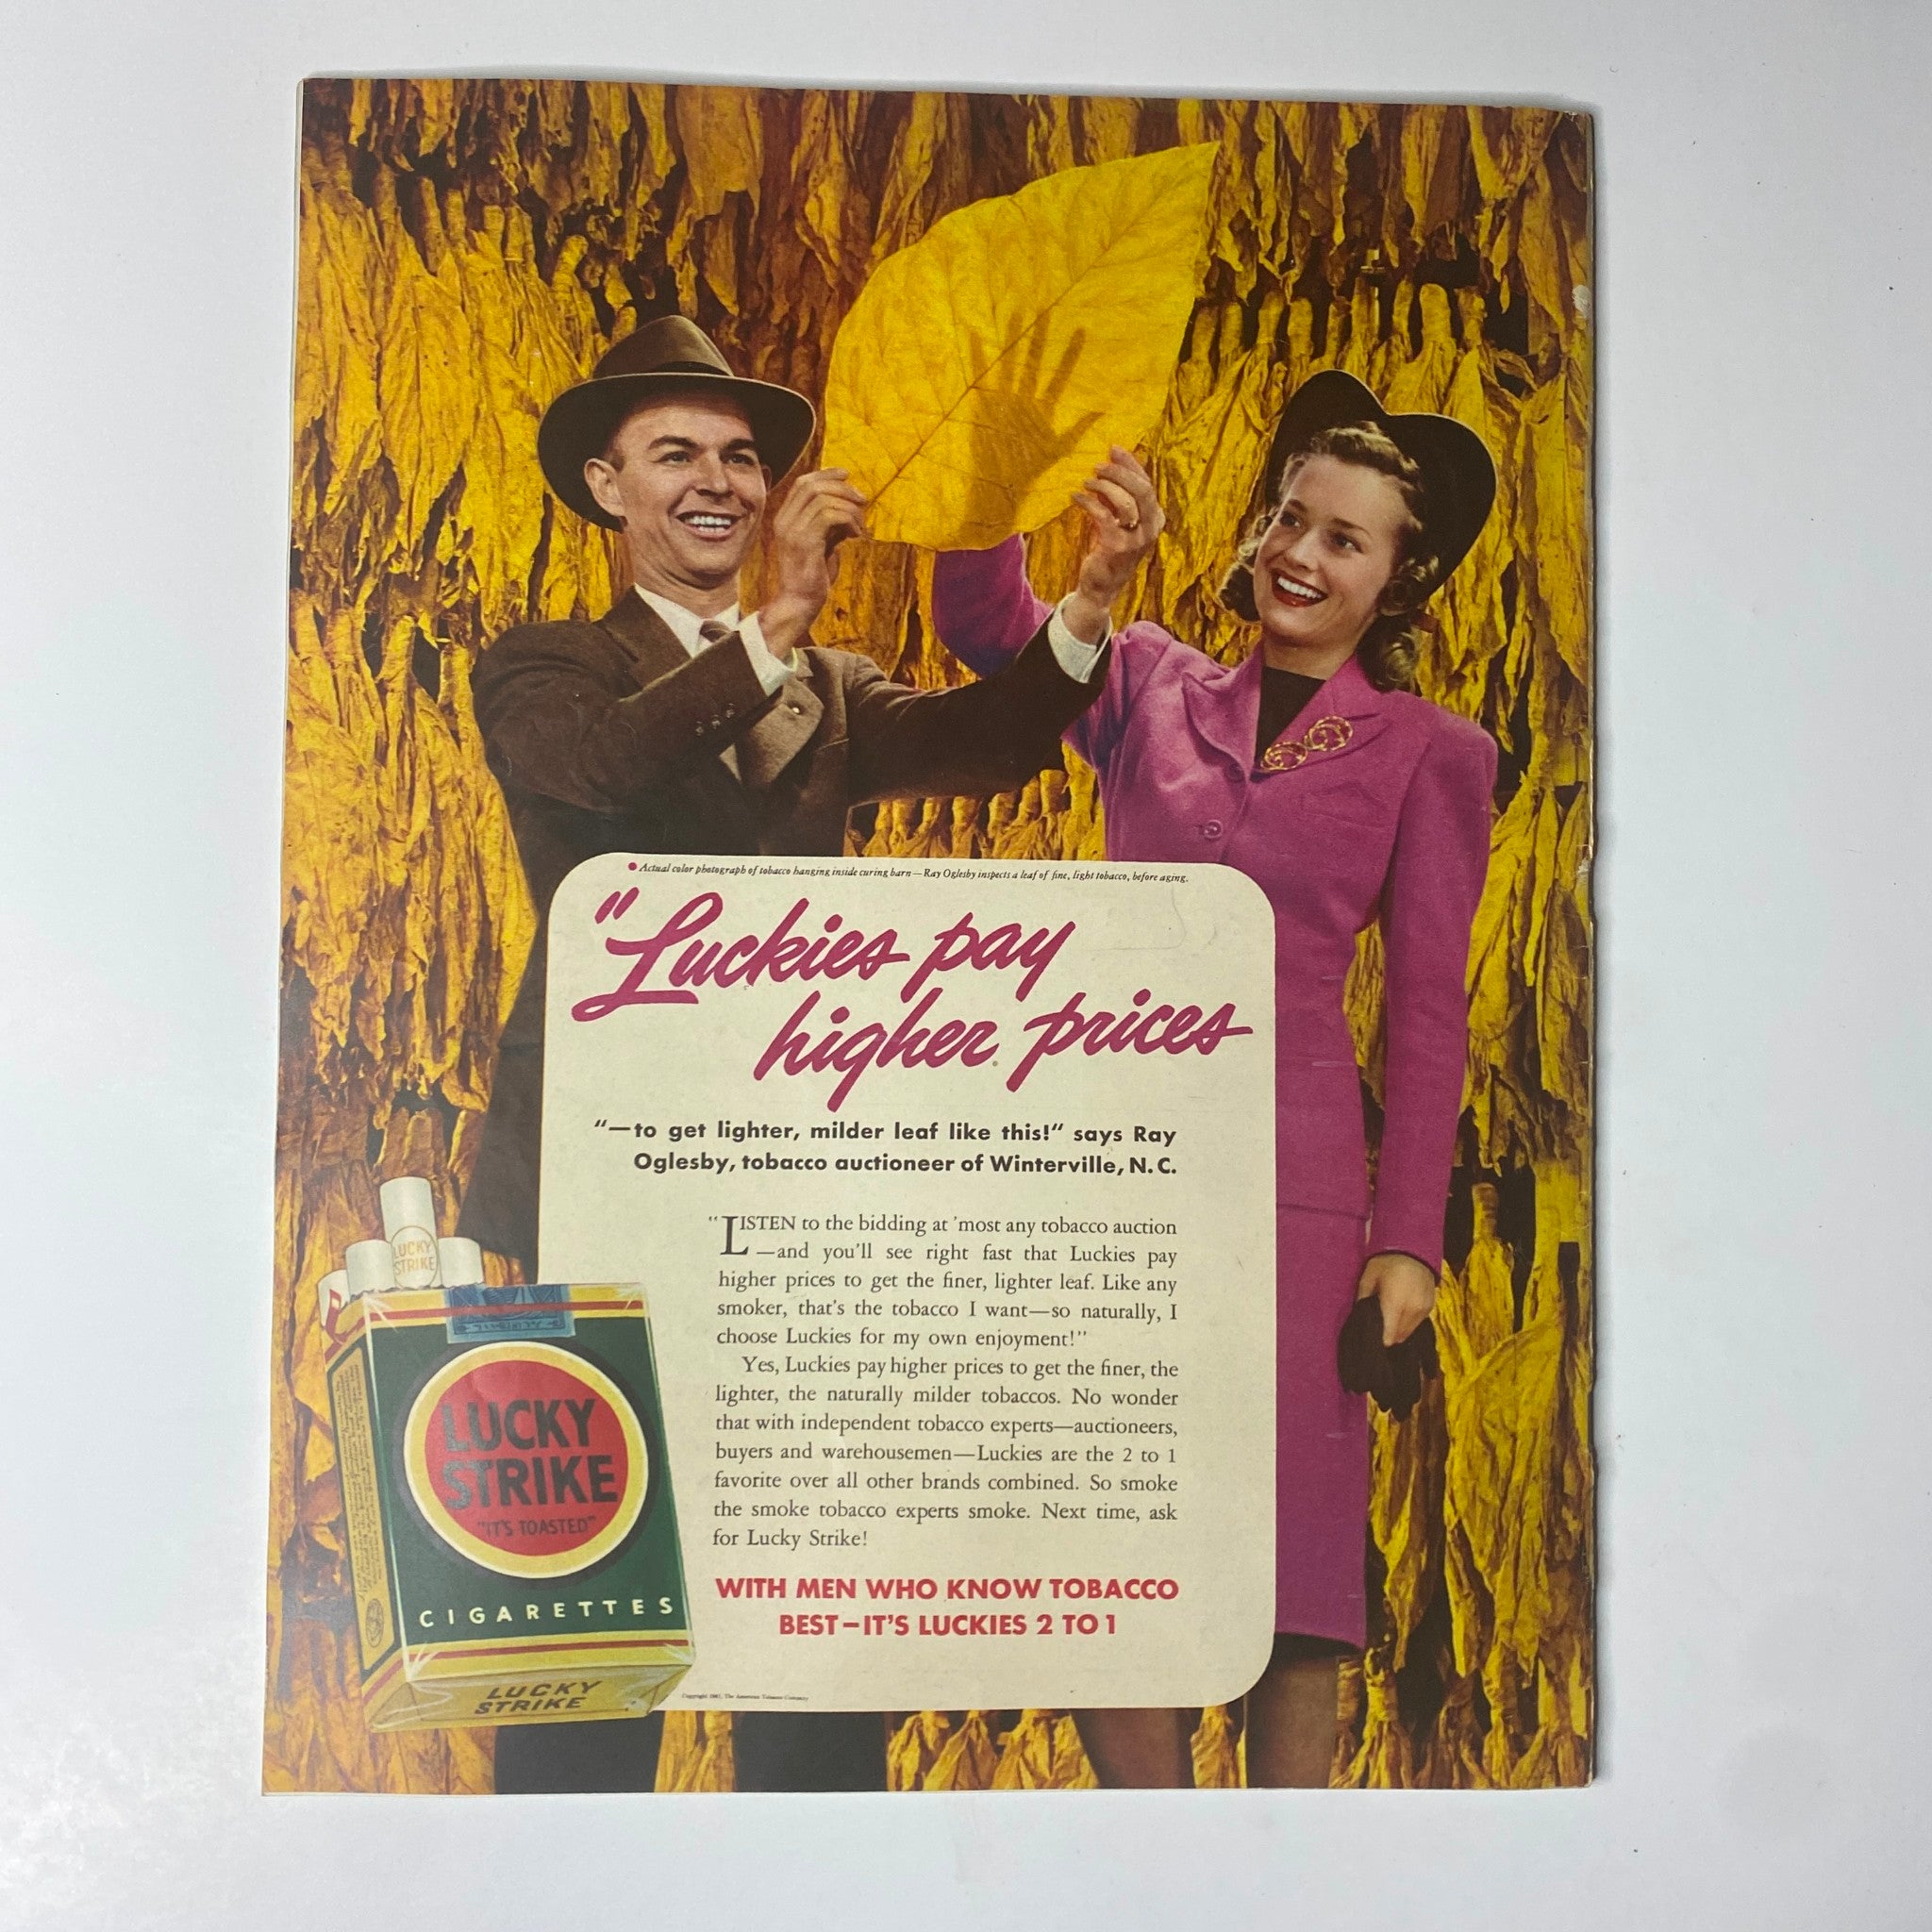 Actual color photograph of tobacco hanging inside curing barn—Ray Oglesby inspects a leaf of fine, light tobacco, before aging.
"Luckies pay
higher prices
"—to get lighter, milder leaf like this!" says Ray
Oglesby, tobacco auctioneer of Winterville, N. C.
"LISTEN to the bidding at 'most any tobacco auction
—and you'll see right fast that Luckies pay
higher prices to get the finer, lighter leaf. Like any
smoker, that's the tobacco I want—so naturally, I
choose Luckies for my own enjoyment!"
Yes, Luckies pay higher prices to get the finer, the
lighter, the naturally milder tobaccos. No wonder
that with independent tobacco experts—auctioneers,
buyers and warehousemen—Luckies are the 2 to 1
favorite over all other brands combined. So smoke
the smoke tobacco experts smoke. Next time, ask
for Lucky Strike!
WITH MEN WHO KNOW TOBACCO
BEST—IT'S LUCKIES 2 TO 1
Copyright 1941, The American Tobacco Company
LUCKY
STRIKE
LUCKY
STRIKE
"IT'S TOASTED"
CIGARETTES
LUCKY
STRIKE